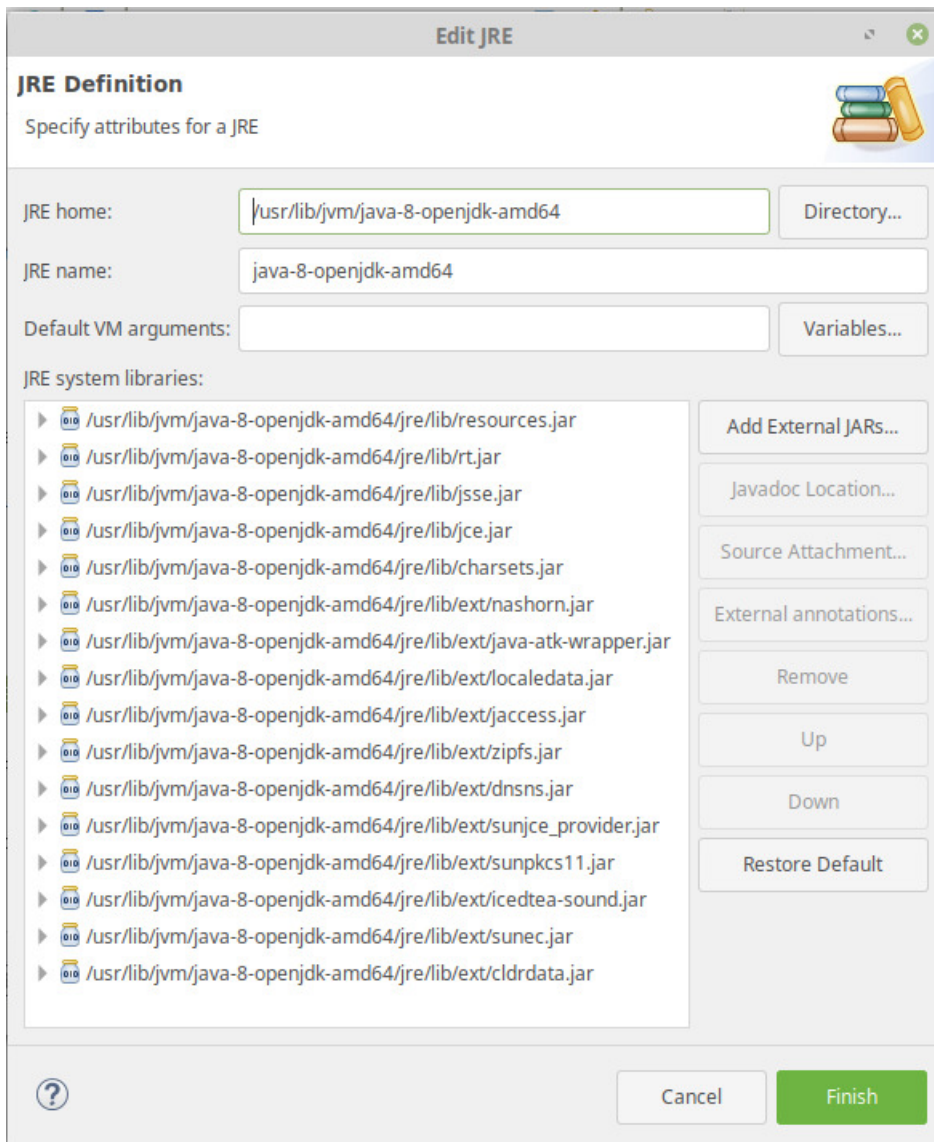 Edit JRE
JRE Definition
Specify attributes for a JRE
JRE home: /usr/lib/jvm/java-8-openjdk-amd64 Directory...
JRE name: java-8-openjdk-amd64
Default VM arguments: Variables...
JRE system libraries:
/usr/lib/jvm/java-8-openjdk-amd64/jre/lib/resources.jar Add External JARs...
/usr/lib/jvm/java-8-openjdk-amd64/jre/lib/rt.jar
/usr/lib/jvm/java-8-openjdk-amd64/jre/lib/jsse.jar Javadoc Location...
/usr/lib/jvm/java-8-openjdk-amd64/jre/lib/jce.jar
/usr/lib/jvm/java-8-openjdk-amd64/jre/lib/charsets.jar Source Attachment...
/usr/lib/jvm/java-8-openjdk-amd64/jre/lib/ext/nashorn.jar External annotations...
/usr/lib/jvm/java-8-openjdk-amd64/jre/lib/ext/java-atk-wrapper.jar
/usr/lib/jvm/java-8-openjdk-amd64/jre/lib/ext/localedata.jar Remove
/usr/lib/jvm/java-8-openjdk-amd64/jre/lib/ext/jaccess.jar
/usr/lib/jvm/java-8-openjdk-amd64/jre/lib/ext/zipfs.jar Up
/usr/lib/jvm/java-8-openjdk-amd64/jre/lib/ext/dnsns.jar Down
/usr/lib/jvm/java-8-openjdk-amd64/jre/lib/ext/sunjce_provider.jar
/usr/lib/jvm/java-8-openjdk-amd64/jre/lib/ext/sunpkcs11.jar Restore Default
/usr/lib/jvm/java-8-openjdk-amd64/jre/lib/ext/icedtea-sound.jar
/usr/lib/jvm/java-8-openjdk-amd64/jre/lib/ext/sunec.jar
/usr/lib/jvm/java-8-openjdk-amd64/jre/lib/ext/cldrdata.jar
? Cancel Finish